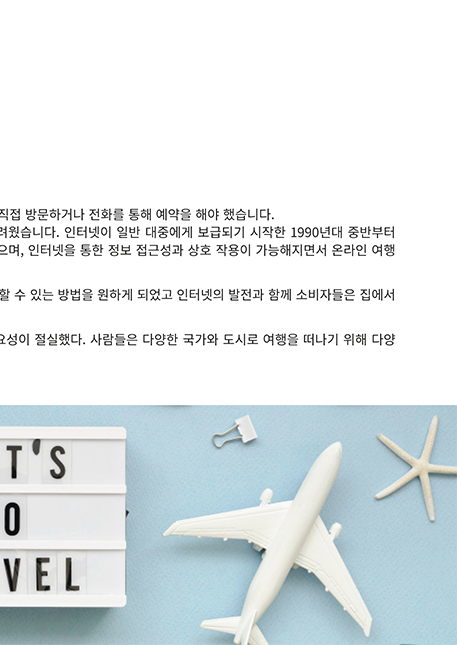 직접 방문하거나 전화를 통해 예약을 해야 했습니다.
려웠습니다. 인터넷이 일반 대중에게 보급되기 시작한 1990년대 중반부터
으며, 인터넷을 통한 정보 접근성과 상호 작용이 가능해지면서 온라인 여행
할 수 있는 방법을 원하게 되었고 인터넷의 발전과 함께 소비자들은 집에서
요성이 절실했다. 사람들은 다양한 국가와 도시로 여행을 떠나기 위해 다양
T'S
O
VEL